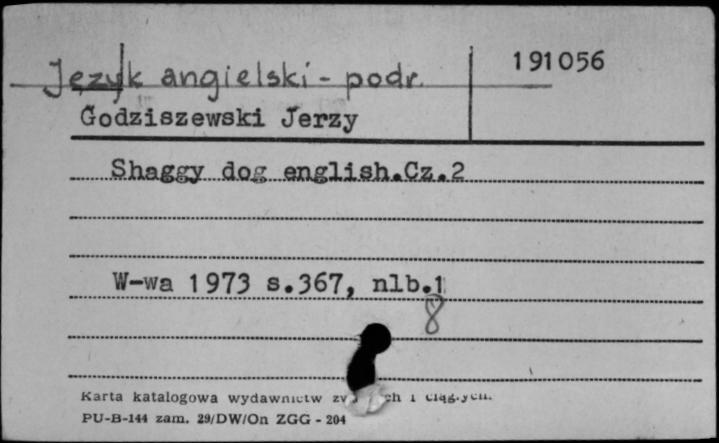 191056
Język angielski - podr.
Godziszewski Jerzy
Shaggy dog english.Cz.2
W-wa 1973 s.367, nlb.1
8
Karta katalogowa wydawnictw i
PU-B-144 zam. 29/DW/On ZGG - 204